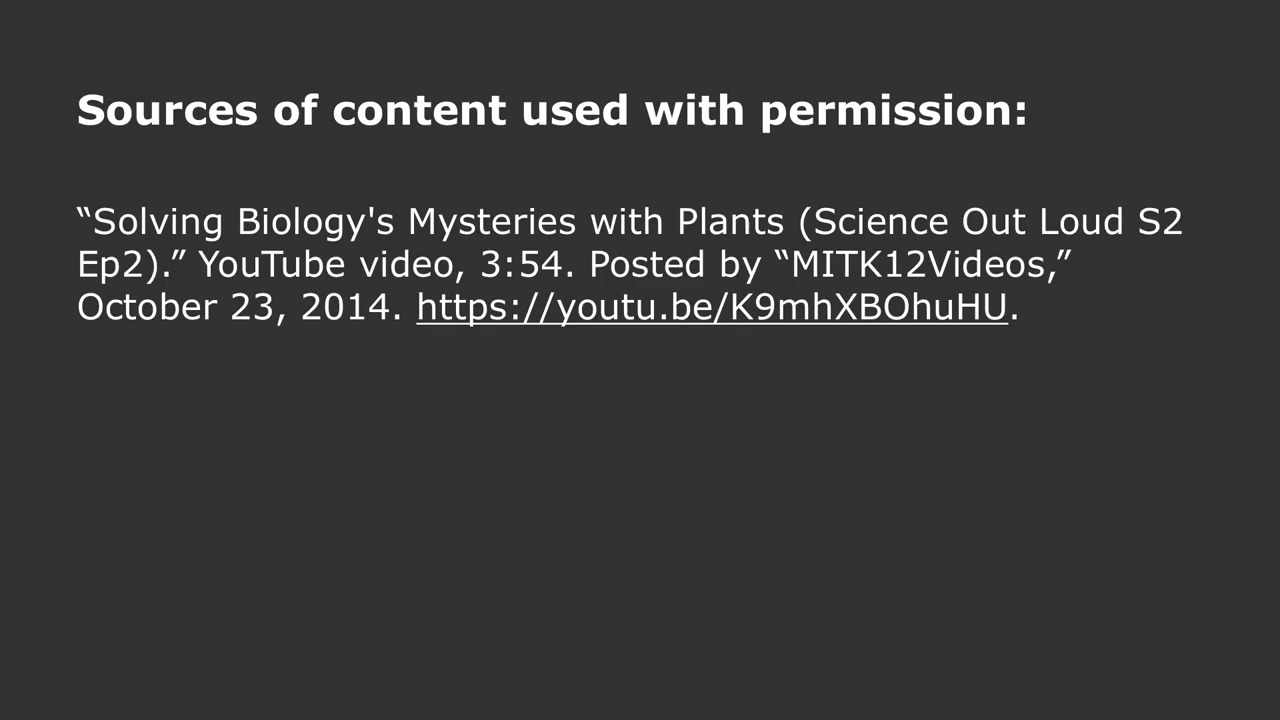 Sources of content used with permission:
“Solving Biology's Mysteries with Plants (Science Out Loud S2
Ep2).” YouTube video, 3:54. Posted by “MITK12Videos,”
October 23, 2014. https://youtu.be/K9mhXBOhuHU.